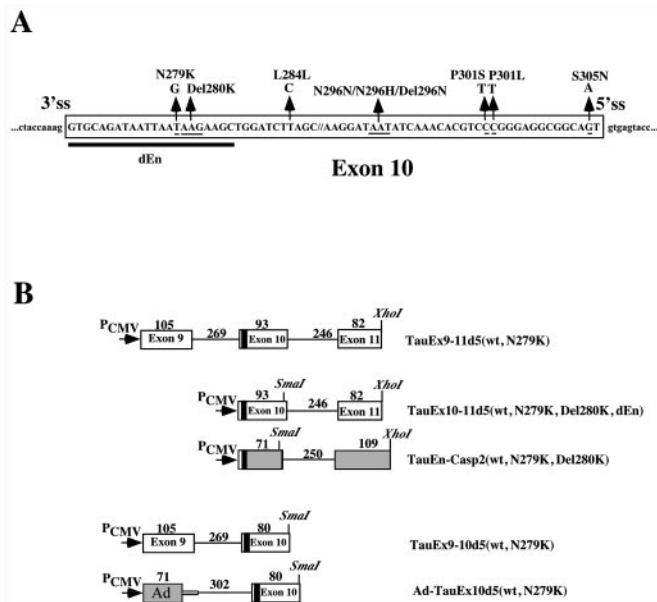 A
N279K
G Del280K
L284L
C
N296N/N296H/Del296N
P301S P301L
T T
S305N
A
3'ss
5'ss
...ctaccaaag GTGCAGATAATTAATAAGAAGCTGGATCTTAGC//AAGGATAATATCAAACACGTCCCGGGAGGCGGCAGT gtgagtacc...
dEn
Exon 10
B
PCMV 105 Exon 9 269 93 Exon 10 246 82 Exon 11 XhoI TauEx9-11d5(wt, N279K)
PCMV 93 Exon 10 SmaI 246 82 Exon 11 XhoI TauEx10-11d5(wt, N279K, Del280K, dEn)
PCMV 71 SmaI 250 109 XhoI TauEn-Casp2(wt, N279K, Del280K)
PCMV 105 Exon 9 269 80 Exon 10 SmaI TauEx9-10d5(wt, N279K)
PCMV 71 Ad 302 80 Exon 10 SmaI Ad-TauEx10d5(wt, N279K)